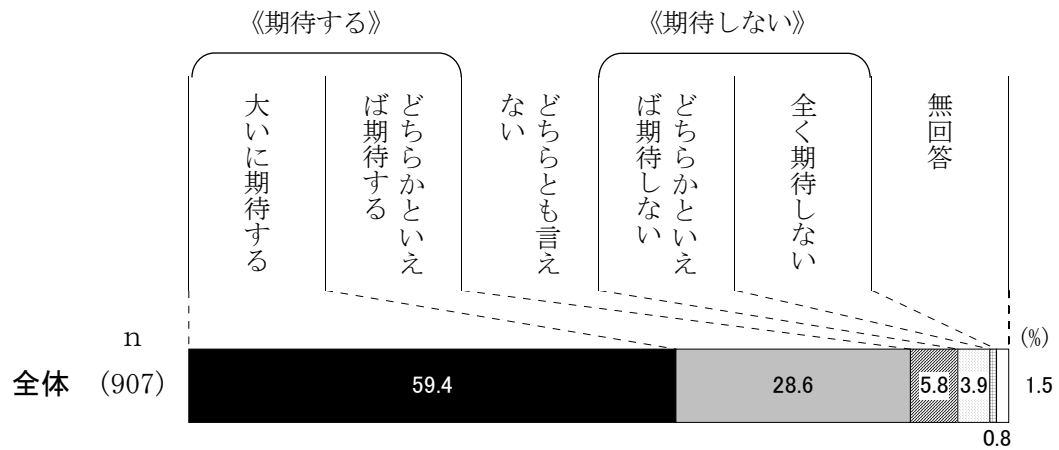 《期待する》
《期待しない》
大いに期待する
どちらかといえ
ば期待する
どちらとも言え
ない
どちらかといえ
ば期待しない
全く期待しない
無回答
n
(%)
全体 (907)
59.4
28.6
5.8
3.9
1.5
0.8